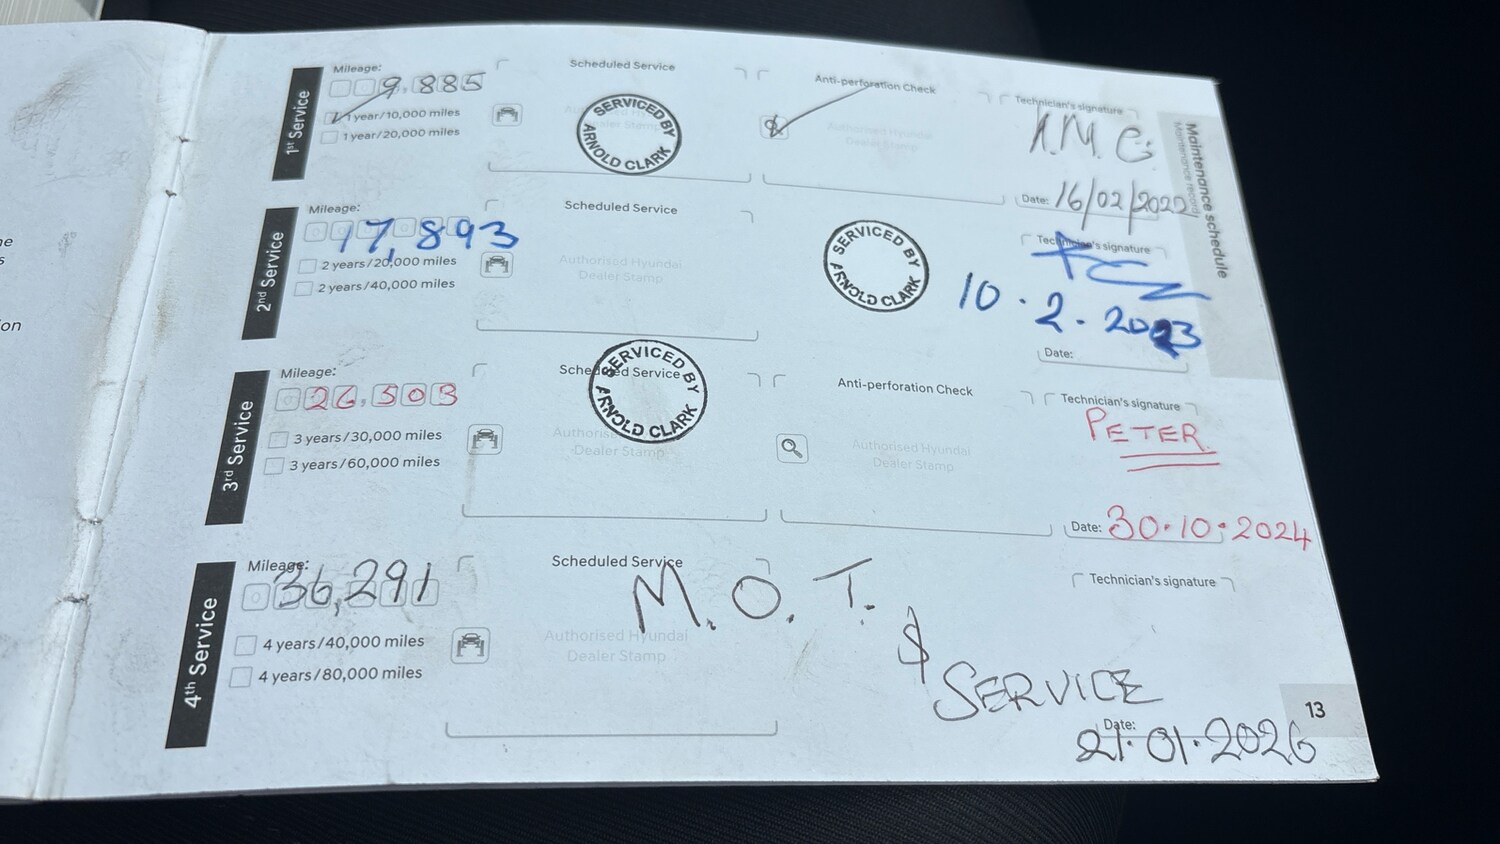 ne
s
on
Maintenance schedule
Maintenance record
1st Service
Mileage:
9,885
1 year/10,000 miles
1 year/20,000 miles
Scheduled Service
SERVICED BY
ARNOLD CLARK
Anti-perforation Check
Authorised Hyundai
Dealer Stamp
Technician's signature
Date: 16/02/2022
2nd Service
Mileage:
17,893
2 years/20,000 miles
2 years/40,000 miles
Scheduled Service
Authorised Hyundai
Dealer Stamp
SERVICED BY
ARNOLD CLARK
Technician's signature
10.2.2023
Date:
3rd Service
Mileage:
26,503
3 years/30,000 miles
3 years/60,000 miles
Scheduled Service
SERVICED BY
ARNOLD CLARK
Authorised Hyundai
Dealer Stamp
Anti-perforation Check
Authorised Hyundai
Dealer Stamp
Technician's signature
PETER.
Date: 30.10.2024
4th Service
Mileage:
36,291
4 years/40,000 miles
4 years/80,000 miles
Scheduled Service
Authorised Hyundai
Dealer Stamp
M.O.T.
&
SERVICE
Technician's signature
Date:
21.01.2026
13